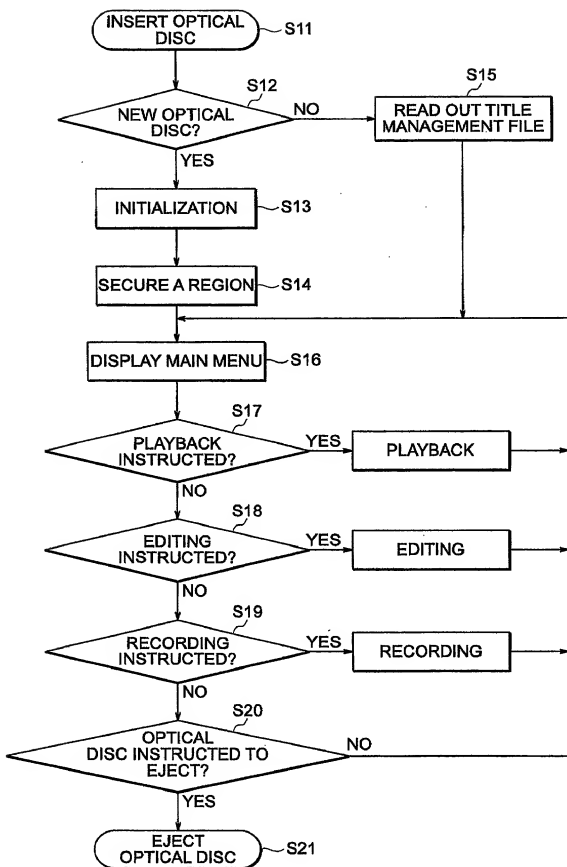 INSERT OPTICAL
DISC
S11
S12
NEW OPTICAL
DISC?
NO
YES
S15
READ OUT TITLE
MANAGEMENT FILE
INITIALIZATION
S13
SECURE A REGION
S14
DISPLAY MAIN MENU
S16
S17
PLAYBACK
INSTRUCTED?
YES
PLAYBACK
NO
S18
EDITING
INSTRUCTED?
YES
EDITING
NO
S19
RECORDING
INSTRUCTED?
YES
RECORDING
NO
S20
OPTICAL
DISC INSTRUCTED TO
EJECT?
NO
YES
EJECT
OPTICAL DISC
S21